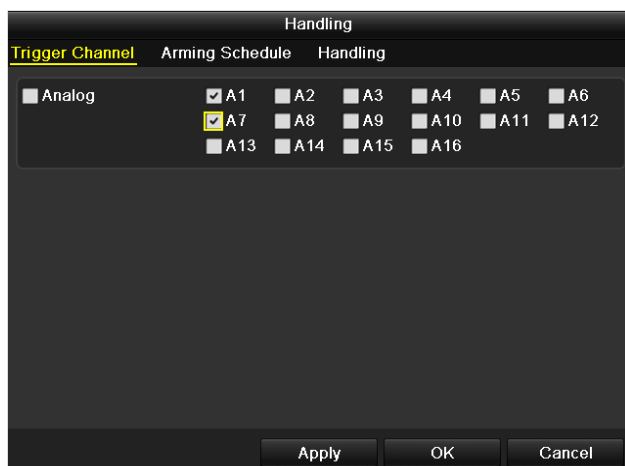 Handling
Trigger Channel Arming Schedule Handling
Analog A1 A2 A3 A4 A5 A6
A7 A8 A9 A10 A11 A12
A13 A14 A15 A16
Apply OK Cancel